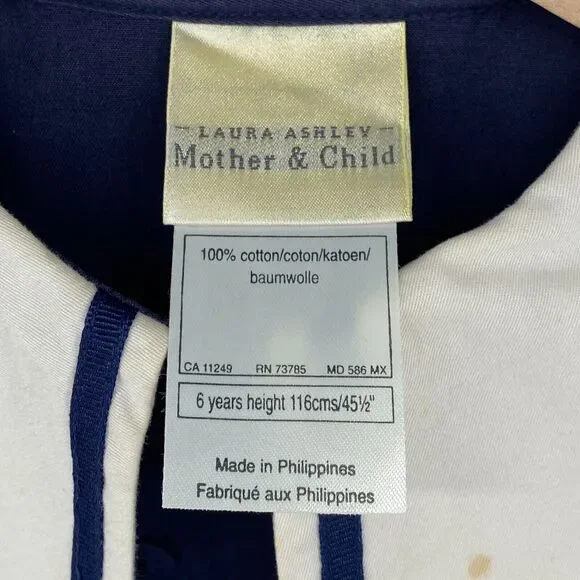 LAURA ASHLEY
Mother & Child
100% cotton/coton/katoen/
baumwolle
CA 11249 RN 73785 MD 586 MX
6 years height 116cms/45½"
Made in Philippines
Fabriqué aux Philippines